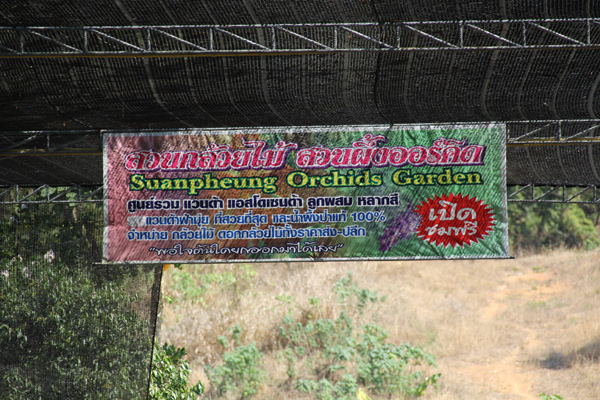 สวนกล้วยไม้ สวนผึ้งออร์คิด
Suanpheung Orchids Garden
ศูนย์รวม แวนด้า แอสโตเซนด้า ลูกผสม หลากสี
แวนด้าฟ้ามุ่ย ที่สวยที่สุด และน้ำผึ้งป่าแท้ 100%
จำหน่าย กล้วยไม้ ดอกกล้วยไม้ทั้งราคาส่ง-ปลีก
เปิด
ชมฟรี